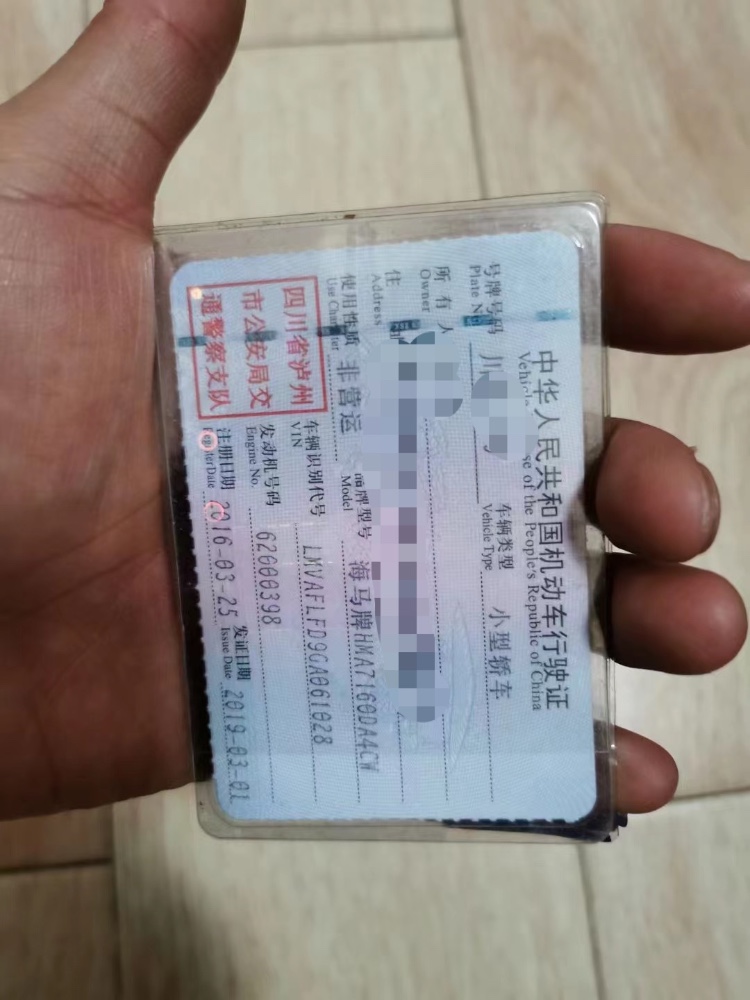 中华人民共和国机动车行驶证
Vehicle se of the People's Republic of China
号牌号码 川 车辆类型 小型轿车
Plate No. Vehicle Type
所有人
Owner
住
Address
使用性质 非营运 品牌型号 海马牌HMA7160DA4CW
Use Character Model
四川省泸州
市公安局交
通警察支队
车辆识别代号 LMVAFLFD9GA061028
VIN
发动机号码 62600398
Engine No.
注册日期 2016-03-25 发证日期 2019-03-01
Register Date Issue Date